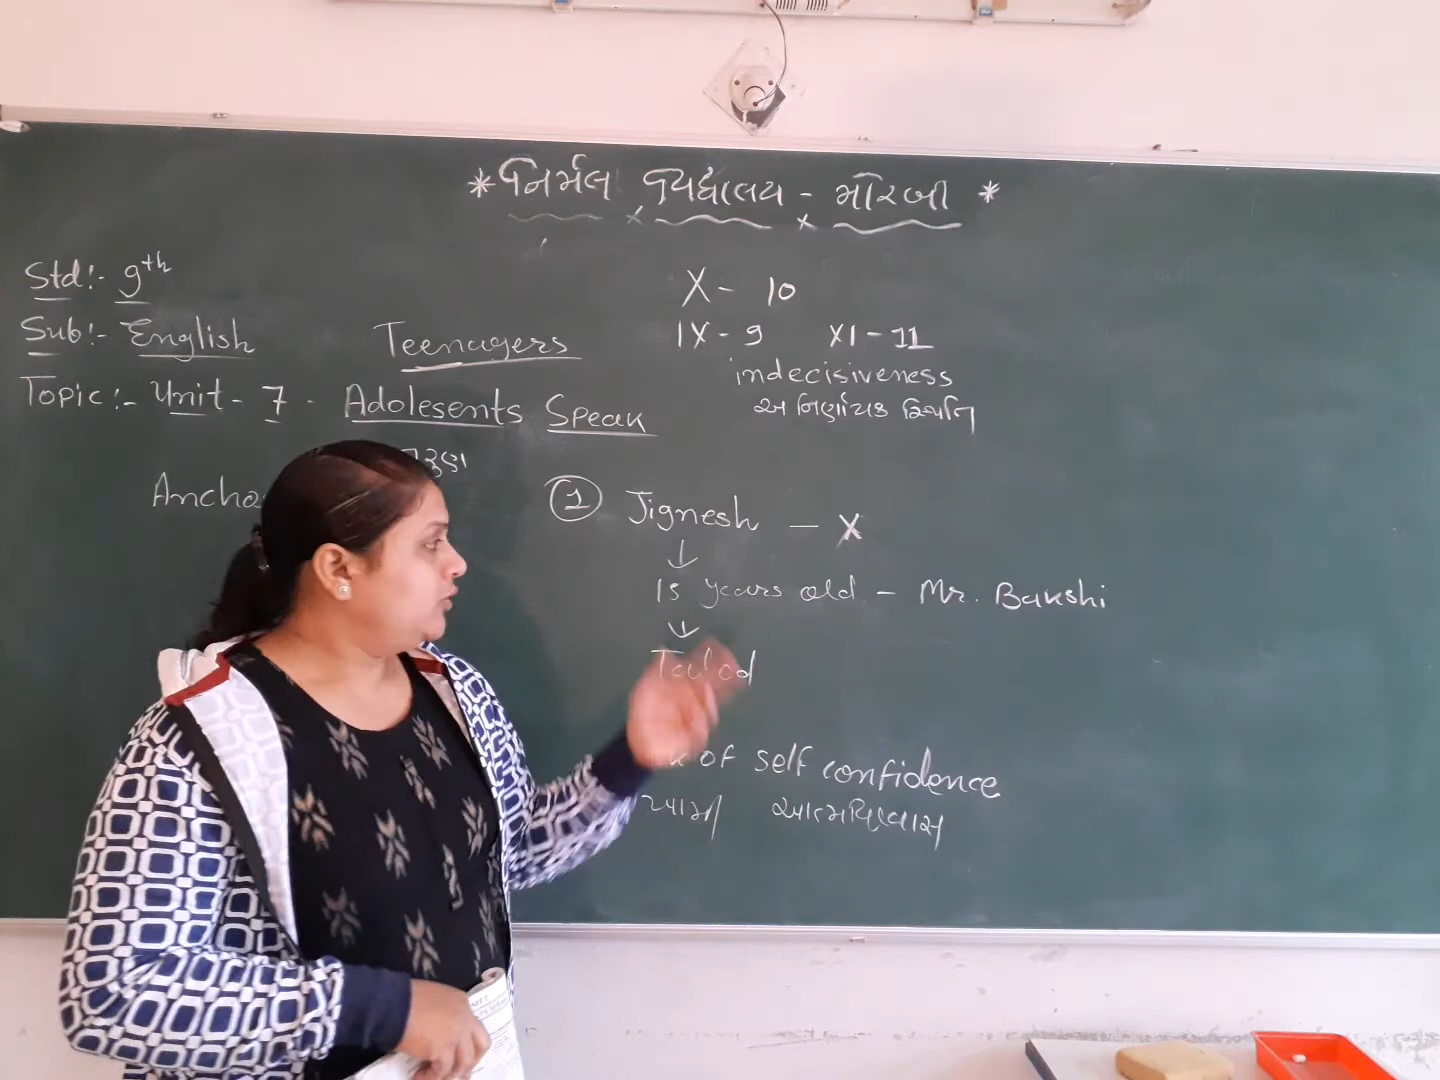 * નિર્મલ વિદ્યાલય - મોરબી *
Std:- 9th
Sub:- English
Topic:- Unit - 7 . Adolesents Speak
Teenagers
X - 10
IX - 9 XI - 11
indecisiveness
અ નિર્ણાયક સ્થિતિ
① Jignesh - X
15 years old - Mr. Bakshi
of self confidence
આત્મવિશ્વાસ